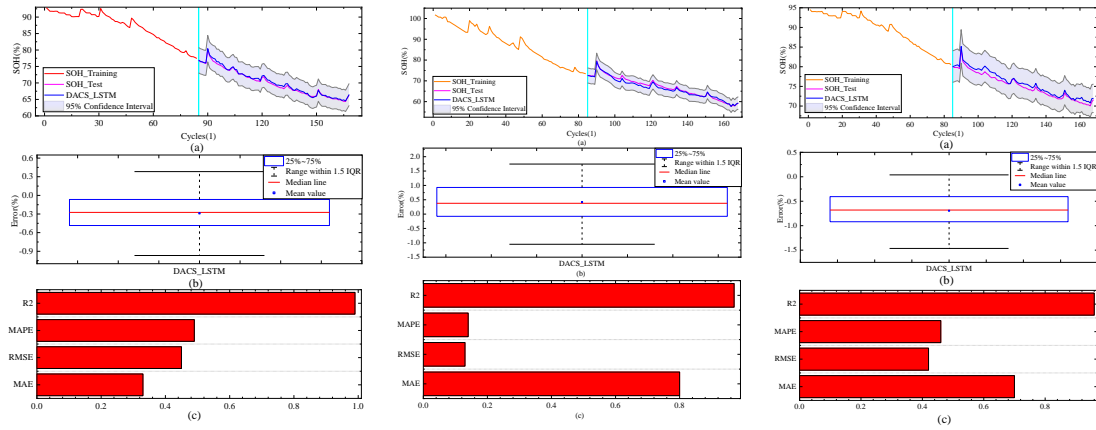 95
90
85
80
75
70
65
60
SOH(%)
SOH_Training
SOH_Test
DACS_LSTM
95% Confidence Interval
0 30 60 90 120 150
Cycles(1)
(a)
0.6
0.3
0.0
-0.3
-0.6
-0.9
Error(%)
25%~75%
Range within 1.5 IQR
Median line
Mean value
DACS_LSTM
(b)
R2
MAPE
RMSE
MAE
0.0 0.2 0.4 0.6 0.8 1.0
(c)
100
90
80
70
60
SOH(%)
SOH_Training
SOH_Test
DACS_LSTM
95% Confidence Interval
0 20 40 60 80 100 120 140 160
Cycles(1)
(a)
2.0
1.5
1.0
0.5
0.0
-0.5
-1.0
-1.5
Error(%)
25%~75%
Range within 1.5 IQR
Median line
Mean value
DACS_LSTM
(b)
R2
MAPE
RMSE
MAE
0.0 0.4 0.8
(c)
95
90
85
80
75
70
SOH(%)
SOH_Training
SOH_Test
DACS_LSTM
95% Confidence Interval
0 20 40 60 80 100 120 140 160
Cycles(1)
(a)
0.5
0.0
-0.5
-1.0
-1.5
Error(%)
25%~75%
Range within 1.5 IQR
Median line
Mean value
DACS_LSTM
(b)
R2
MAPE
RMSE
MAE
0.0 0.2 0.4 0.6 0.8
(c)